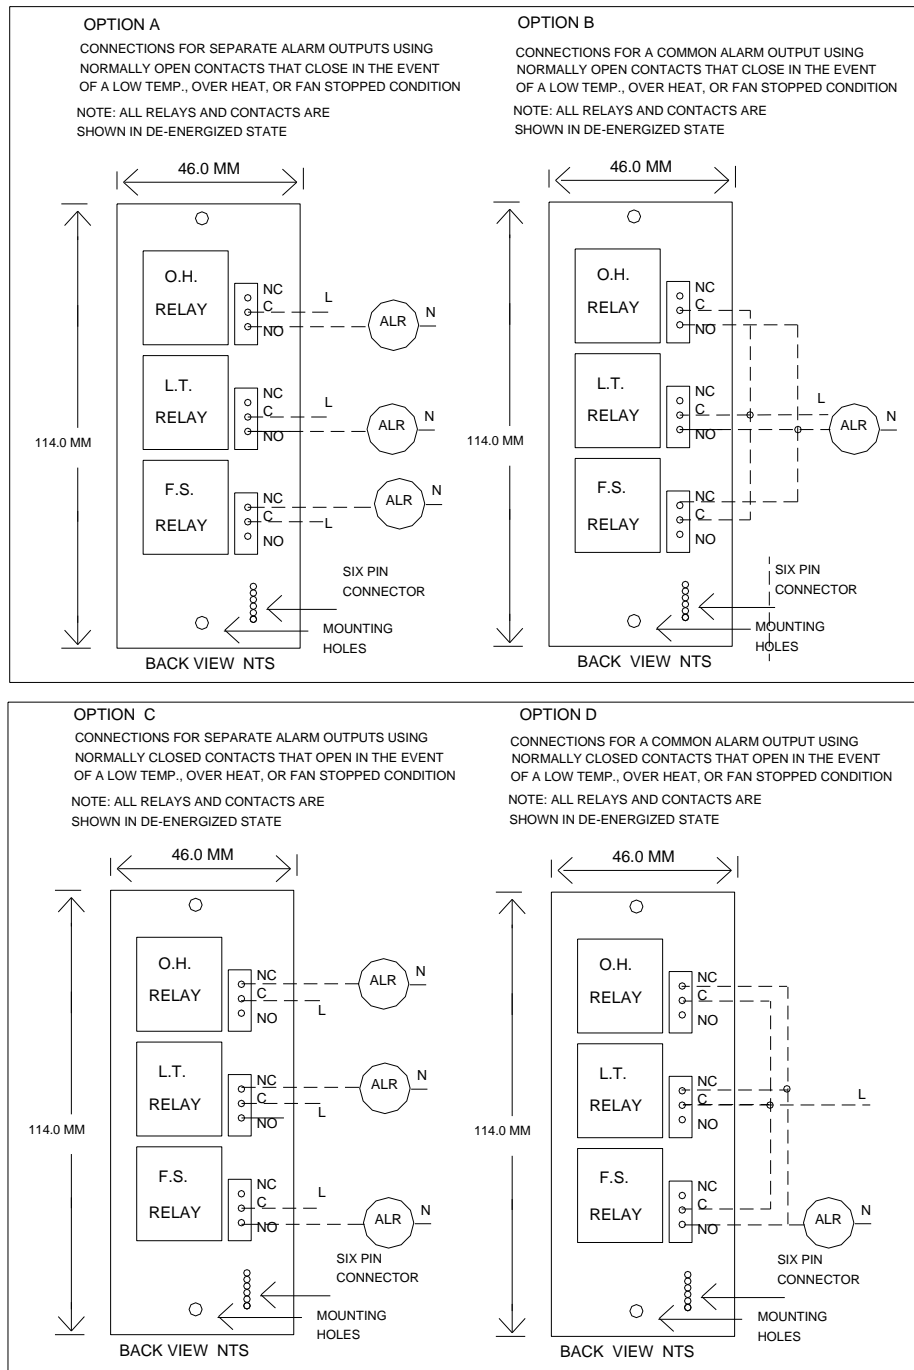 OPTION A
CONNECTIONS FOR SEPARATE ALARM OUTPUTS USING
NORMALLY OPEN CONTACTS THAT CLOSE IN THE EVENT
OF A LOW TEMP., OVER HEAT, OR FAN STOPPED CONDITION
NOTE: ALL RELAYS AND CONTACTS ARE
SHOWN IN DE-ENERGIZED STATE
46.0 MM
114.0 MM
O.H.
RELAY
NC
C
NO
L
ALR
N
L.T.
RELAY
NC
C
NO
L
ALR
N
F.S.
RELAY
NC
C
NO
L
ALR
N
SIX PIN
CONNECTOR
MOUNTING
HOLES
BACK VIEW NTS
OPTION B
CONNECTIONS FOR A COMMON ALARM OUTPUT USING
NORMALLY OPEN CONTACTS THAT CLOSE IN THE EVENT
OF A LOW TEMP., OVER HEAT, OR FAN STOPPED CONDITION
NOTE: ALL RELAYS AND CONTACTS ARE
SHOWN IN DE-ENERGIZED STATE
46.0 MM
114.0 MM
O.H.
RELAY
NC
C
NO
L.T.
RELAY
NC
C
NO
L
ALR
N
F.S.
RELAY
NC
C
NO
SIX PIN
CONNECTOR
MOUNTING
HOLES
BACK VIEW NTS
OPTION C
CONNECTIONS FOR SEPARATE ALARM OUTPUTS USING
NORMALLY CLOSED CONTACTS THAT OPEN IN THE EVENT
OF A LOW TEMP., OVER HEAT, OR FAN STOPPED CONDITION
NOTE: ALL RELAYS AND CONTACTS ARE
SHOWN IN DE-ENERGIZED STATE
46.0 MM
114.0 MM
O.H.
RELAY
NC
C
NO
L
ALR
N
L.T.
RELAY
NC
C
NO
L
ALR
N
F.S.
RELAY
NC
C
NO
L
ALR
N
SIX PIN
CONNECTOR
MOUNTING
HOLES
BACK VIEW NTS
OPTION D
CONNECTIONS FOR A COMMON ALARM OUTPUT USING
NORMALLY CLOSED CONTACTS THAT OPEN IN THE EVENT
OF A LOW TEMP., OVER HEAT, OR FAN STOPPED CONDITION
NOTE: ALL RELAYS AND CONTACTS ARE
SHOWN IN DE-ENERGIZED STATE
46.0 MM
114.0 MM
O.H.
RELAY
NC
C
NO
L.T.
RELAY
NC
C
NO
L
F.S.
RELAY
NC
C
NO
ALR
N
SIX PIN
CONNECTOR
MOUNTING
HOLES
BACK VIEW NTS